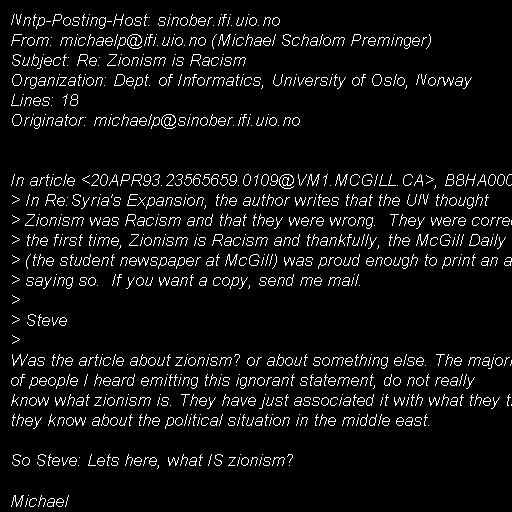 Nntp-Posting-Host: sinober.ifi.uio.no
From: michaelp@ifi.uio.no (Michael Schalom Preminger)
Subject: Re: Zionism is Racism
Organization: Dept. of Informatics, University of Oslo, Norway
Lines: 18
Originator: michaelp@sinober.ifi.uio.no
In article <20APR93.23565659.0109@VM1.MCGILL.CA>, B8HA000
> In Re:Syria's Expansion, the author writes that the UN thought
> Zionism was Racism and that they were wrong.  They were
> the first time, Zionism is Racism and thankfully, the McGill Daily
> (the student newspaper at McGill) was proud enough to print an
> saying so.  If you want a copy, send me mail.
>
> Steve
>
Was the article about zionism? or about something else. The
of people I heard emitting this ignorant statement, do not really
know what zionism is. They have just associated it with what they
they know about the political situation in the middle east.
So Steve: Lets here, what IS zionism?
Michael